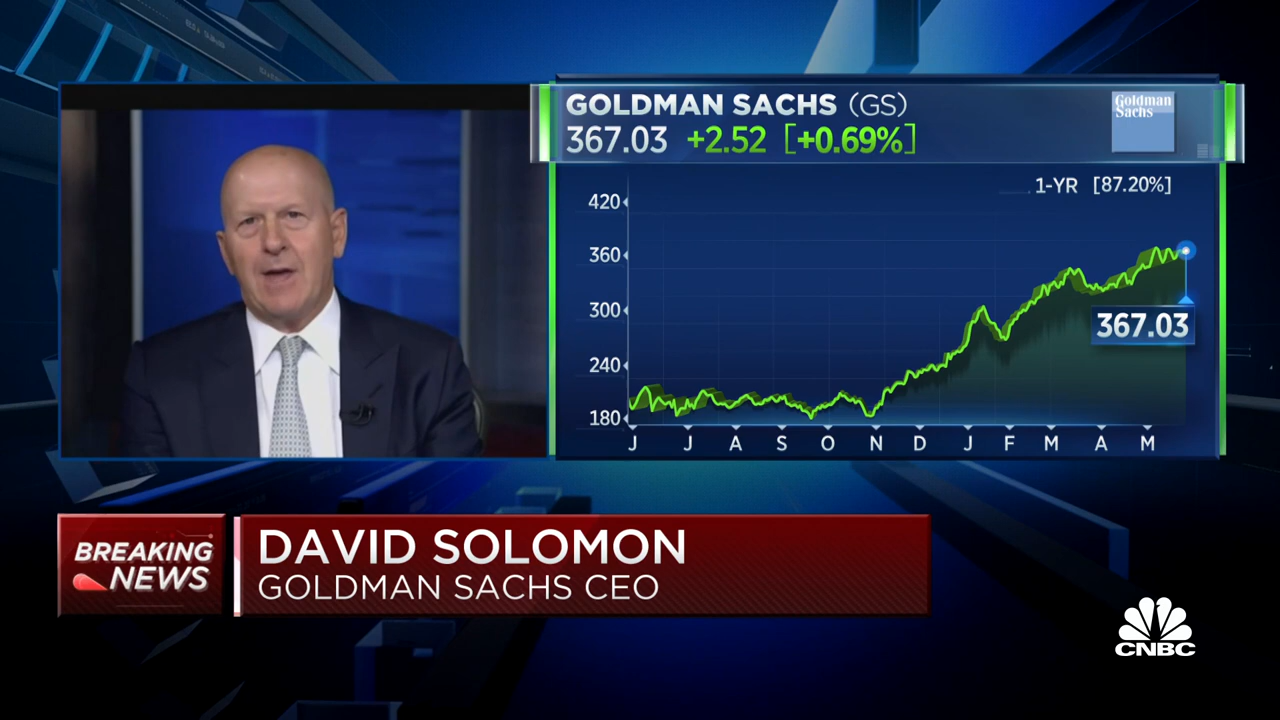 GOLDMAN SACHS (GS)
367.03 +2.52 [+0.69%]
Goldman
Sachs
1-YR [87.20%]
420
360
300
240
180
367.03
J J A S O N D J F M A M
BREAKING
NEWS
DAVID SOLOMON
GOLDMAN SACHS CEO
CNBC